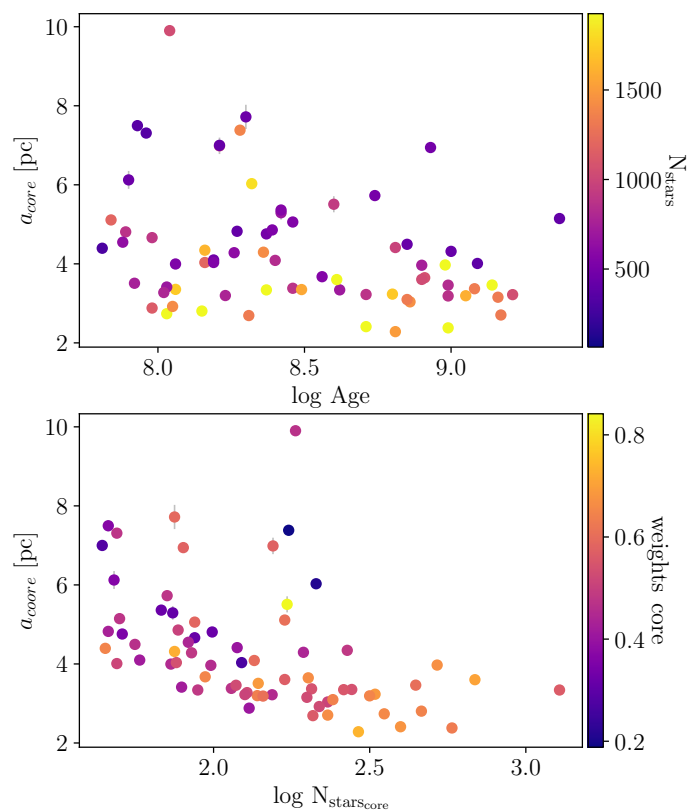 10
8
6
4
2
a_core [pc]
8.0 8.5 9.0
log Age
1500
1000
500
N_stars
10
8
6
4
2
a_coore [pc]
2.0 2.5 3.0
log N_stars_core
0.8
0.6
0.4
0.2
weights core